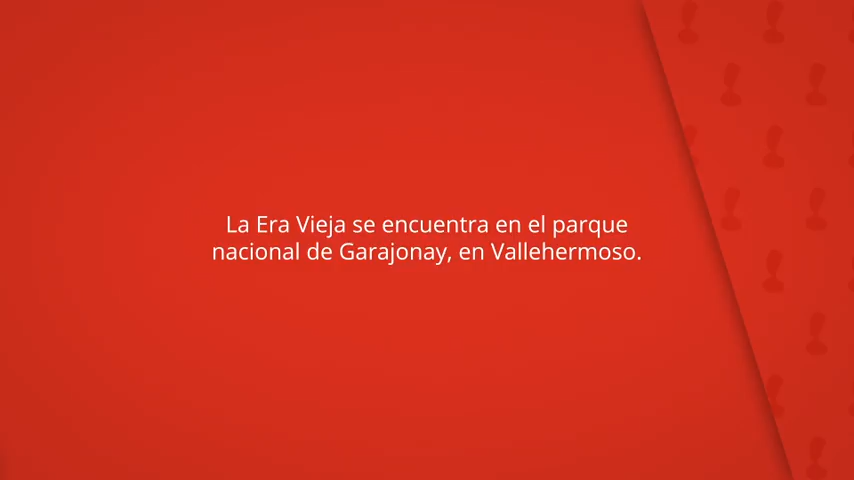 La Era Vieja se encuentra en el parque
nacional de Garajonay, en Vallehermoso.